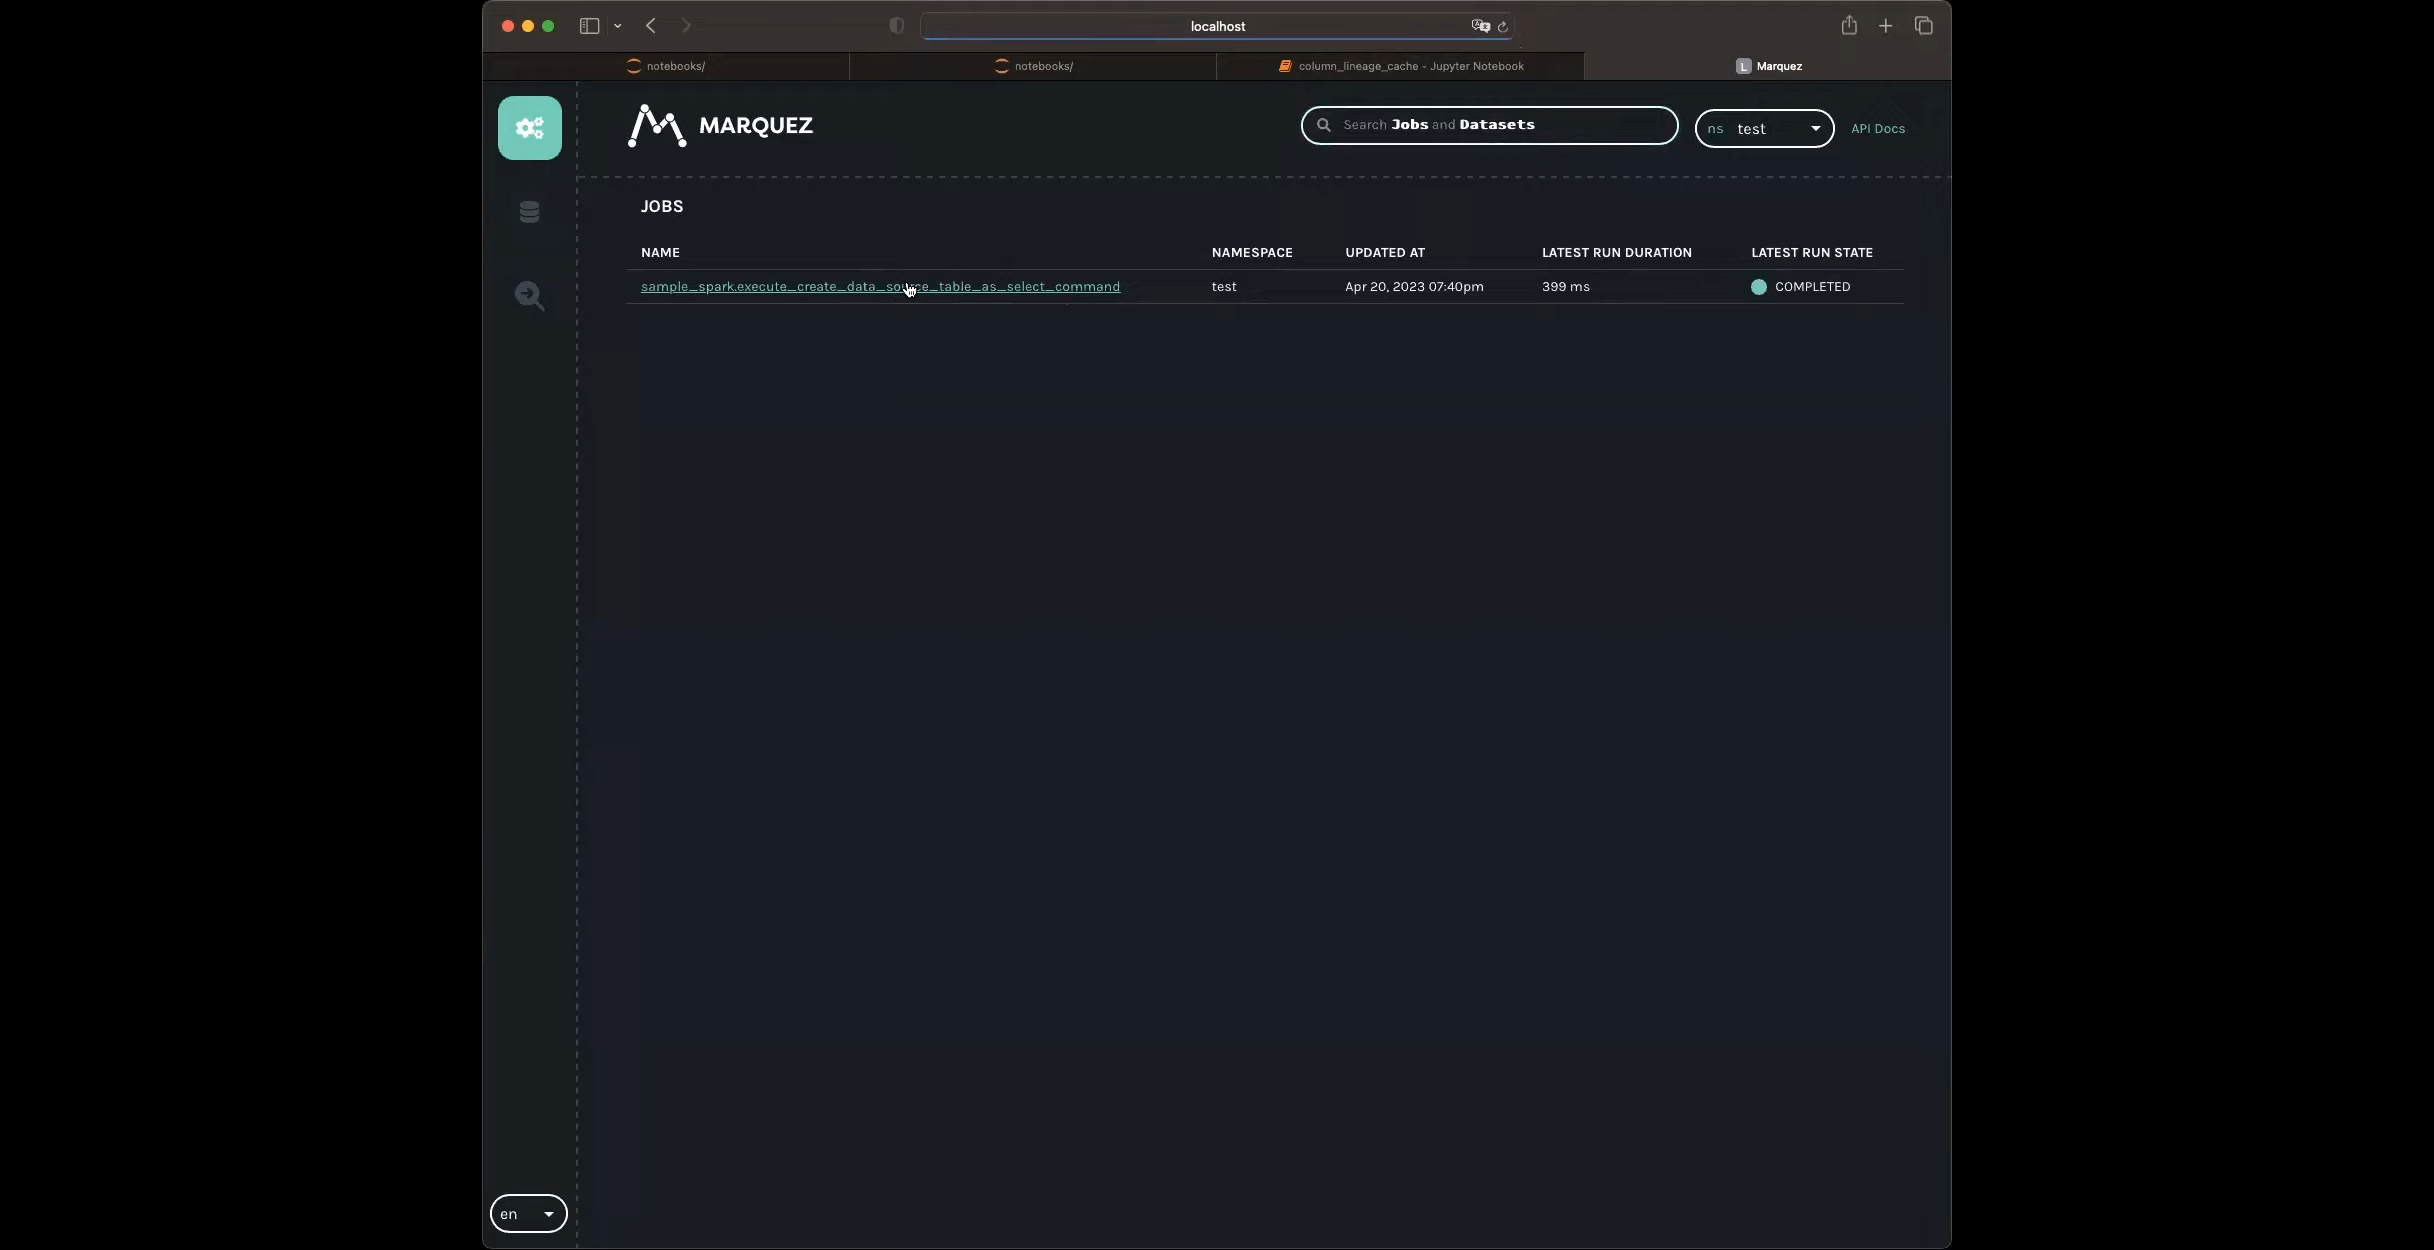 localhost
notebooks/
notebooks/
column_lineage_cache - Jupyter Notebook
L Marquez
MARQUEZ
Search Jobs and Datasets
ns test
API Docs
JOBS
NAME NAMESPACE UPDATED AT LATEST RUN DURATION LATEST RUN STATE
sample_spark.execute_create_data_source_table_as_select_command test Apr 20, 2023 07:40pm 399 ms COMPLETED
en